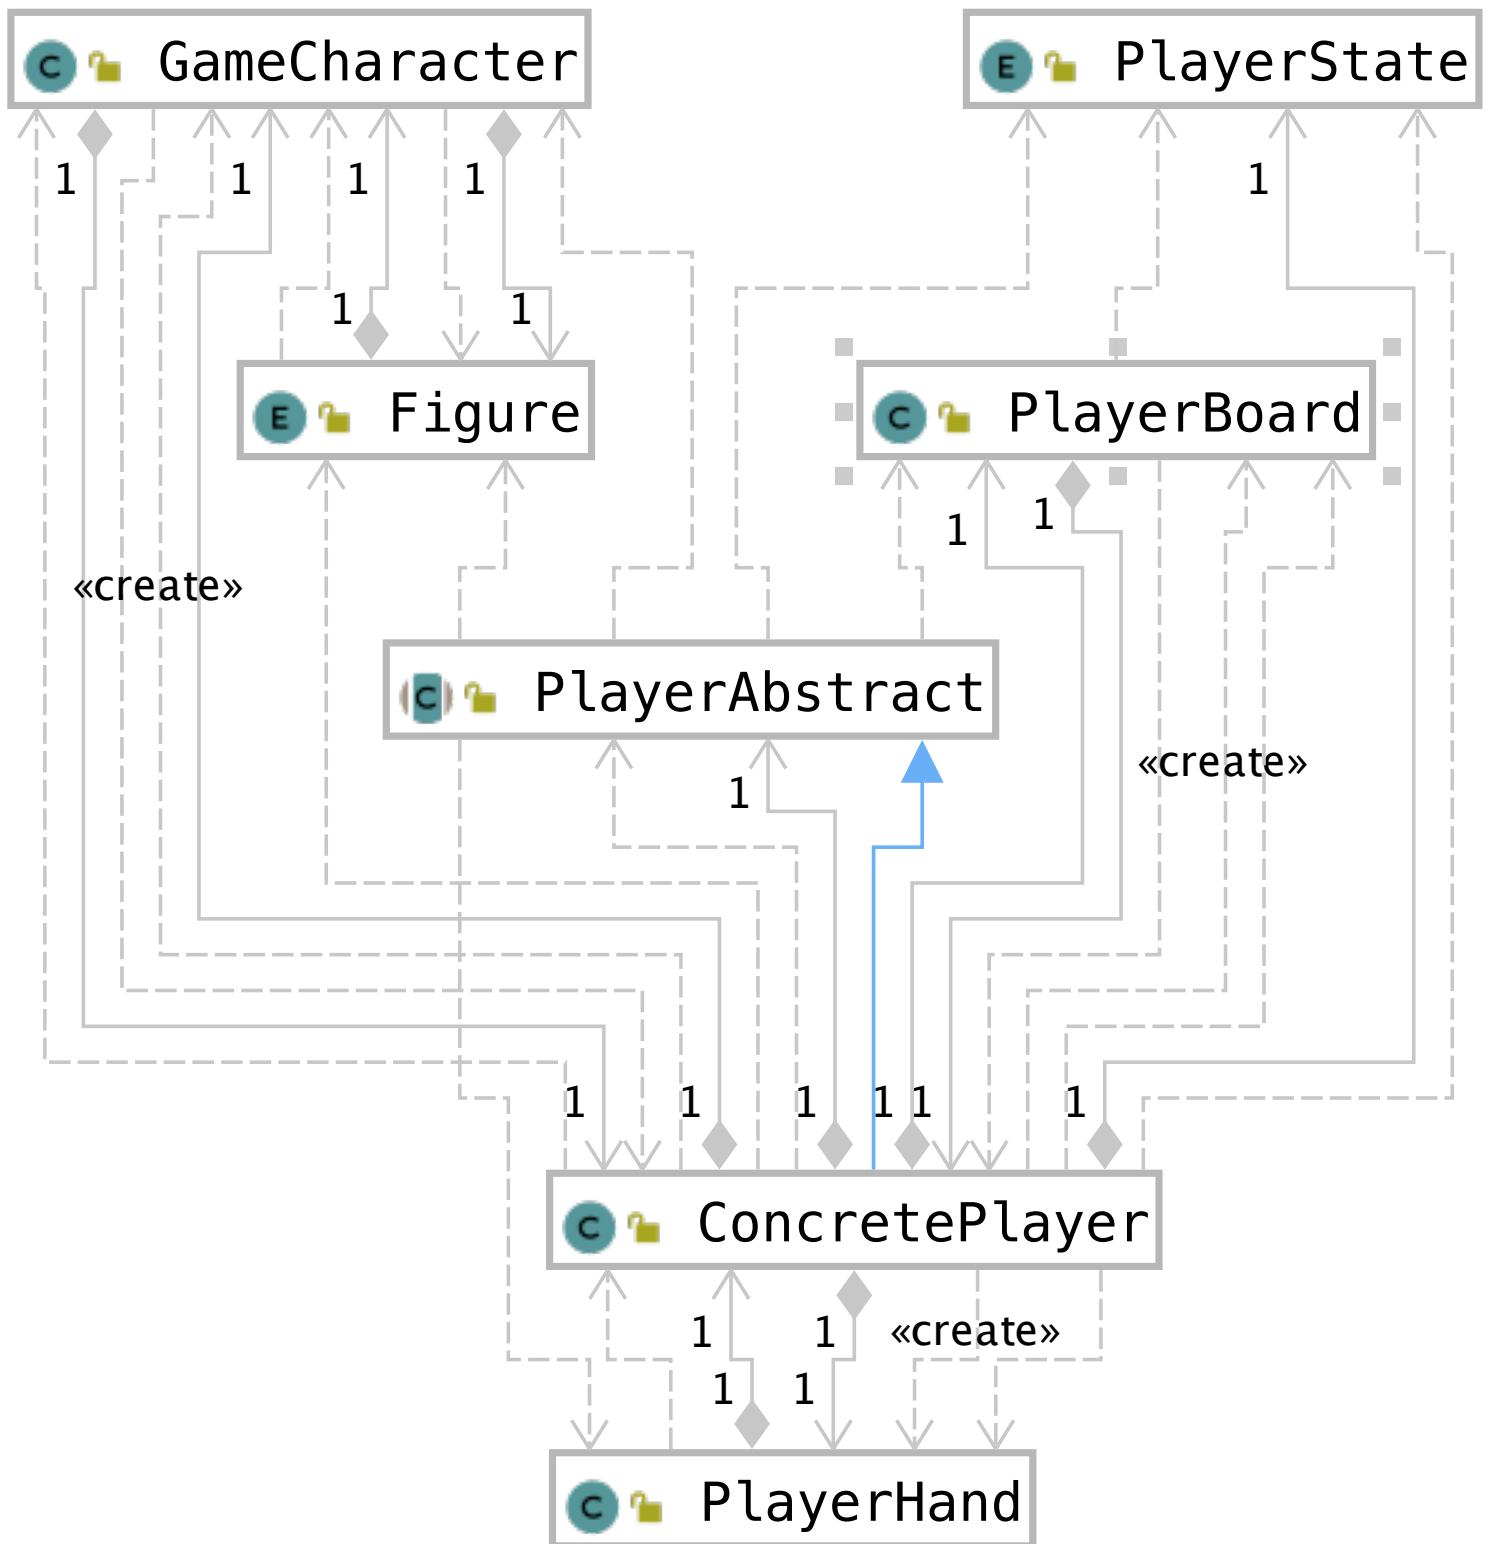 C GameCharacter
E PlayerState
1 1 1 1 1
1 1
E Figure
C PlayerBoard
1 1
«create»
C PlayerAbstract
«create»
1
1 1 1 1 1 1
C ConcretePlayer
1 1 «create»
1 1
C PlayerHand